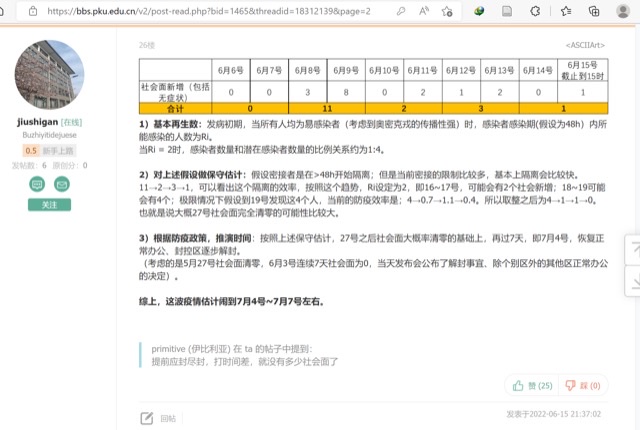 https://bbs.pku.edu.cn/v2/post-read.php?bid=1465&threadid=18312139&page=2
26楼
<ASCIIArt>
6月6号 6月7号 6月8号 6月9号 6月10号 6月11号 6月12号 6月13号 6月14号 6月15号 截止到15时
社会面新增（包括无症状） 0 0 3 8 0 2 1 2 0 1
合计 0 11 2 3 1
jiushigan [在线]
Buzhiyitidejuese
0.5 新手上路
发帖数：6 原创分：0
关注
1）基本再生数：发病初期，当所有人均为易感染者（考虑到奥密克戎的传播性强）时，感染者感染期(假设为48h）内所
能感染的人数为Ri。
当Ri = 2时，感染者数量和潜在感染者数量的比例关系约为1:4。
2）对上述假设做保守估计：假设密接者是在>48h开始隔离；但是当前密接的限制比较多，基本上隔离会比较快。
11→2→3→1，可以看出这个隔离的效率，按照这个趋势，Ri设定为2，即16~17号，可能会有2个社会新增；18~19可能
会有4个；极限情况下假设到19号发现这4个人，当前的防疫效率是；4→0.7→1.1→0.4。所以取整之后为4→1→1→0。
也就是说大概27号社会面完全清零的可能性比较大。
3）根据防疫政策，推演时间：按照上述保守估计，27号之后社会面大概率清零的基础上，再过7天，即7月4号，恢复正
常办公、封控区逐步解封。
（考虑的是5月27号社会面清零，6月3号连续7天社会面为0，当天发布会公布了解封事宜、除个别区外的其他区正常办公
的决定）。
综上，这波疫情估计闹到7月4号~7月7号左右。
primitive (伊比利亚) 在 ta 的帖子中提到：
提前应封尽封，打时间差，就没有多少社会面了
赞 (25) 踩 (0)
回帖
发表于2022-06-15 21:37:02